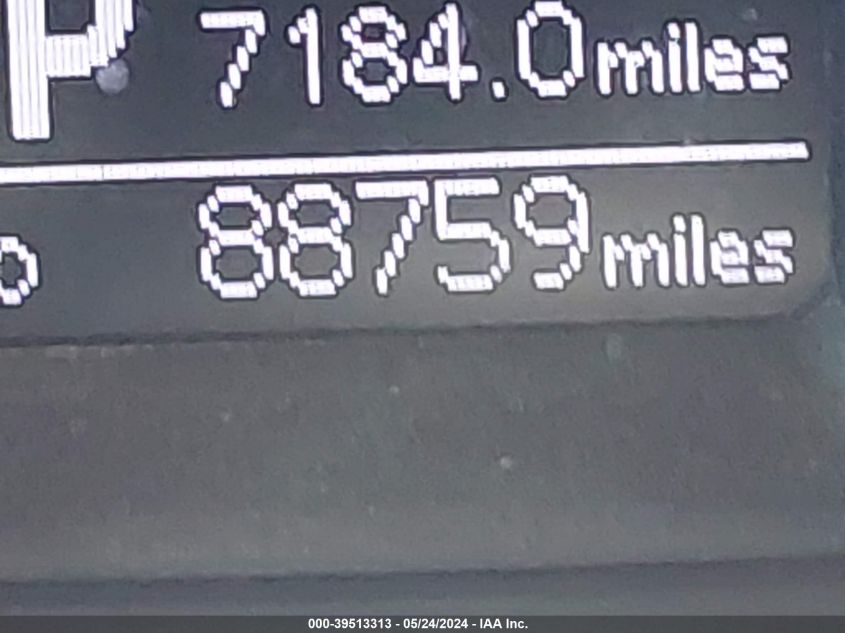 P 7184.0 miles
88759 miles
000-39513313 - 05/24/2024 - IAA Inc.